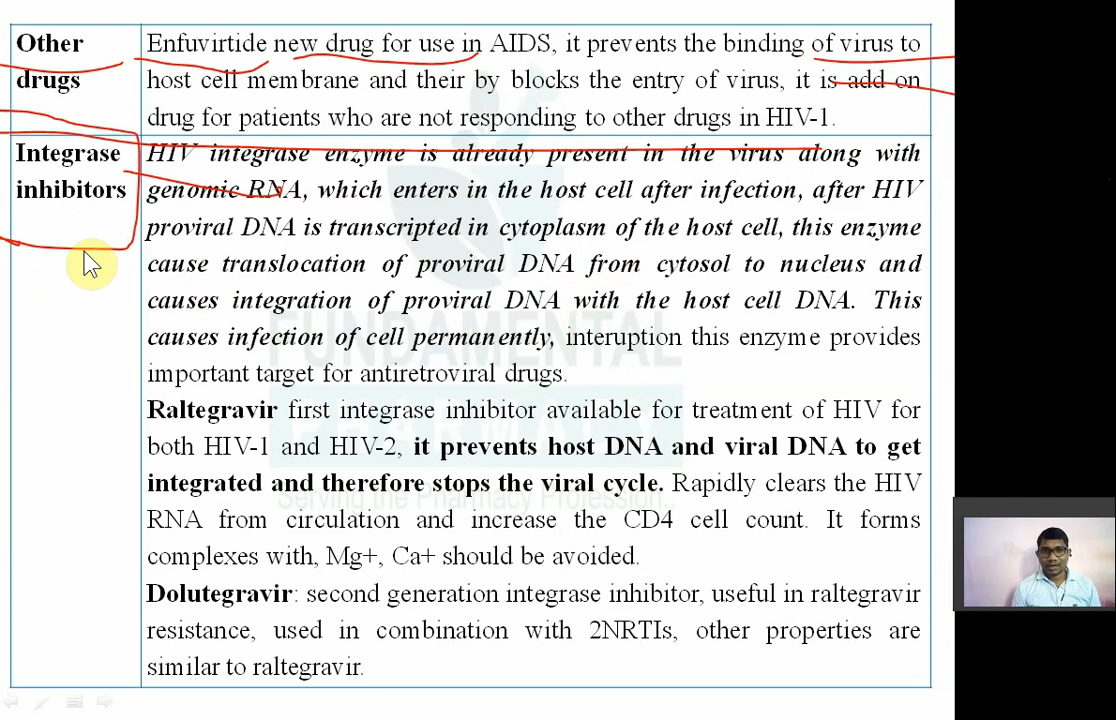 Other
drugs
Enfuvirtide new drug for use in AIDS, it prevents the binding of virus to
host cell membrane and their by blocks the entry of virus, it is add on
drug for patients who are not responding to other drugs in HIV-1.
Integrase
inhibitors
HIV integrase enzyme is already present in the virus along with
genomic RNA, which enters in the host cell after infection, after HIV
proviral DNA is transcripted in cytoplasm of the host cell, this enzyme
cause translocation of proviral DNA from cytosol to nucleus and
causes integration of proviral DNA with the host cell DNA. This
causes infection of cell permanently, interuption this enzyme provides
important target for antiretroviral drugs.
Raltegravir first integrase inhibitor available for treatment of HIV for
both HIV-1 and HIV-2, it prevents host DNA and viral DNA to get
integrated and therefore stops the viral cycle. Rapidly clears the HIV
RNA from circulation and increase the CD4 cell count. It forms
complexes with, Mg+, Ca+ should be avoided.
Dolutegravir: second generation integrase inhibitor, useful in raltegravir
resistance, used in combination with 2NRTIs, other properties are
similar to raltegravir.
FUNDAMENTAL
PHARMACY
Serving the Pharmacy Profession..